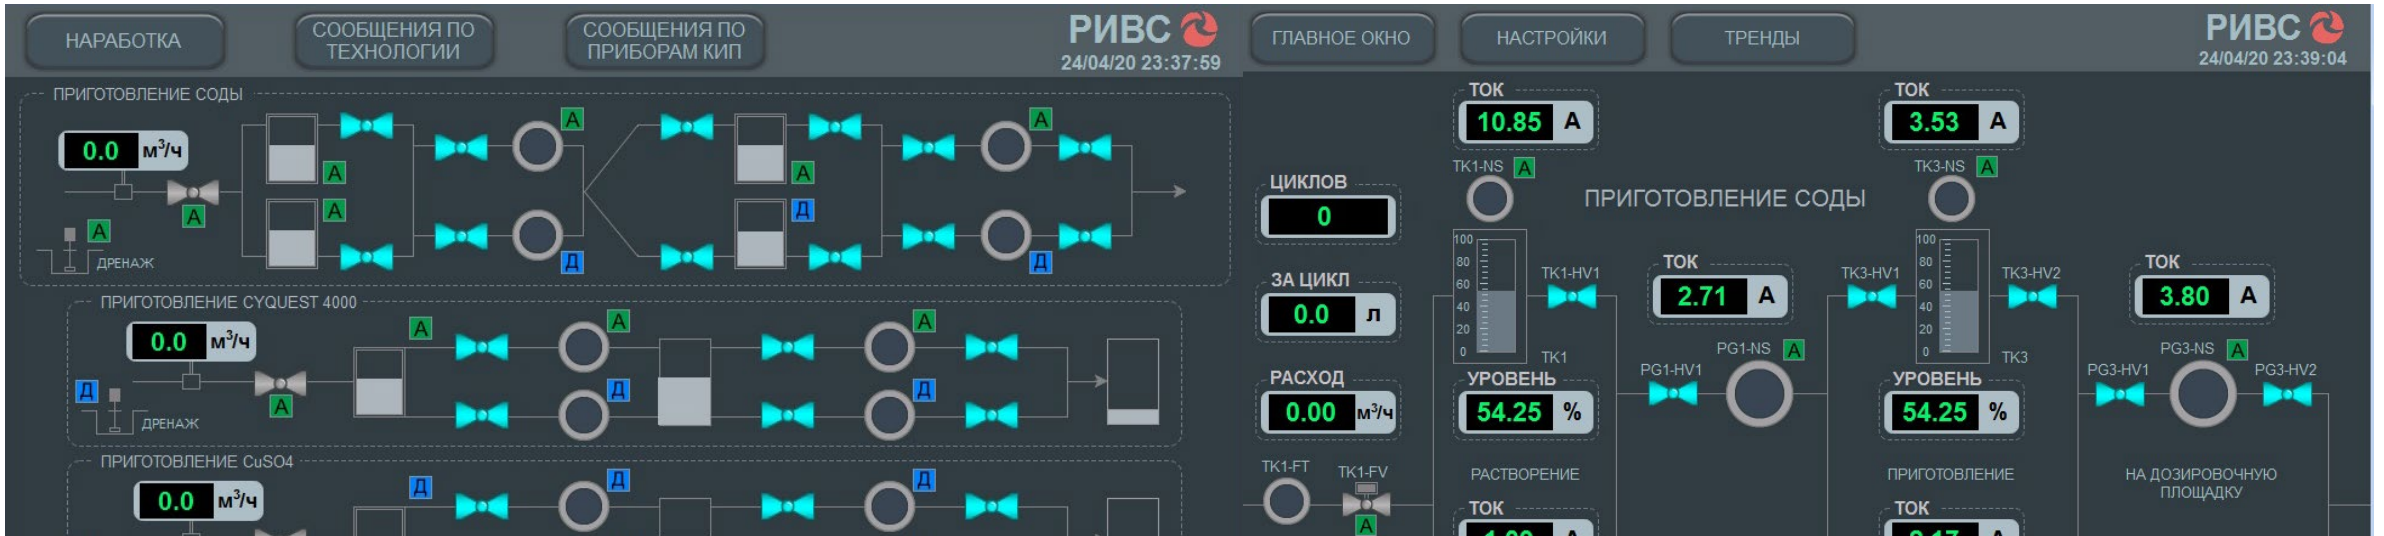 НАРАБОТКА
СООБЩЕНИЯ ПО
ТЕХНОЛОГИИ
СООБЩЕНИЯ ПО
ПРИБОРАМ КИП
РИВС
24/04/20 23:37:59
ПРИГОТОВЛЕНИЕ СОДЫ
0.0 м³/ч
А
А
А
А
А
А
А
Д
Д
Д
ДРЕНАЖ
ПРИГОТОВЛЕНИЕ CYQUEST 4000
0.0 м³/ч
А
А
А
Д
А
Д
Д
ДРЕНАЖ
ПРИГОТОВЛЕНИЕ CuSO4
0.0 м³/ч
Д
Д
Д
ГЛАВНОЕ ОКНО
НАСТРОЙКИ
ТРЕНДЫ
РИВС
24/04/20 23:39:04
ТОК
10.85 А
ТОК
3.53 А
TK1-NS А
TK3-NS А
ПРИГОТОВЛЕНИЕ СОДЫ
ЦИКЛОВ
0
ЗА ЦИКЛ
0.0 л
РАСХОД
0.00 м³/ч
100
80
60
40
20
0
TK1-HV1
TK1
ТОК
2.71 А
PG1-NS А
PG1-HV1
TK3-HV1
100
80
60
40
20
0
TK3-HV2
TK3
ТОК
3.80 А
PG3-NS А
PG3-HV1
PG3-HV2
УРОВЕНЬ
54.25 %
УРОВЕНЬ
54.25 %
TK1-FT
TK1-FV
А
РАСТВОРЕНИЕ
ПРИГОТОВЛЕНИЕ
НА ДОЗИРОВОЧНУЮ
ПЛОЩАДКУ
ТОК
ТОК